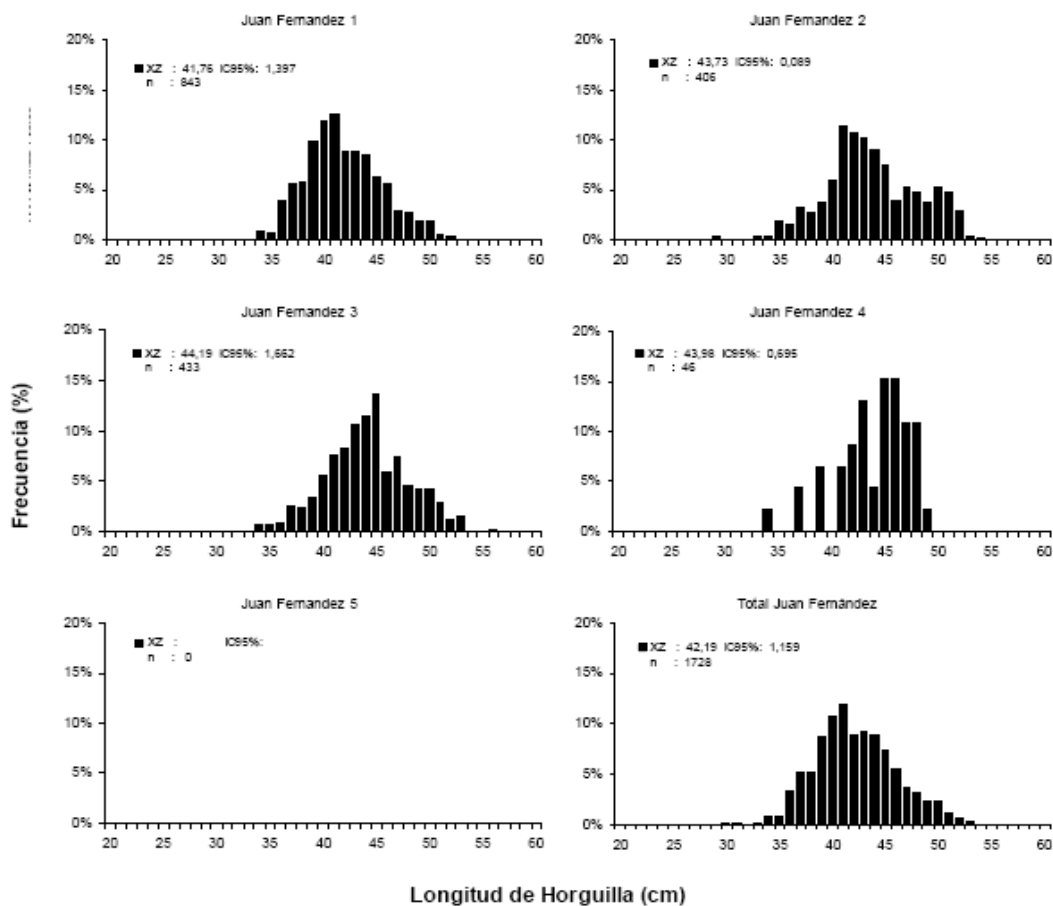 Juan Fernandez 1
20%
15%
10%
5%
0%
XZ : 41,76 IC95%: 1,397
n : 843
20 25 30 35 40 45 50 55 60
Juan Fernandez 2
20%
15%
10%
5%
0%
XZ : 43,73 IC95%: 0,089
n : 406
20 25 30 35 40 45 50 55 60
Juan Fernandez 3
20%
15%
10%
5%
0%
XZ : 44,19 IC95%: 1,662
n : 433
20 25 30 35 40 45 50 55 60
Juan Fernandez 4
20%
15%
10%
5%
0%
XZ : 43,98 IC95%: 0,695
n : 46
20 25 30 35 40 45 50 55 60
Juan Fernandez 5
20%
15%
10%
5%
0%
XZ : IC95%:
n : 0
20 25 30 35 40 45 50 55 60
Total Juan Fernández
20%
15%
10%
5%
0%
XZ : 42,19 IC95%: 1,159
n : 1728
20 25 30 35 40 45 50 55 60
Frecuencia (%)
Longitud de Horguilla (cm)